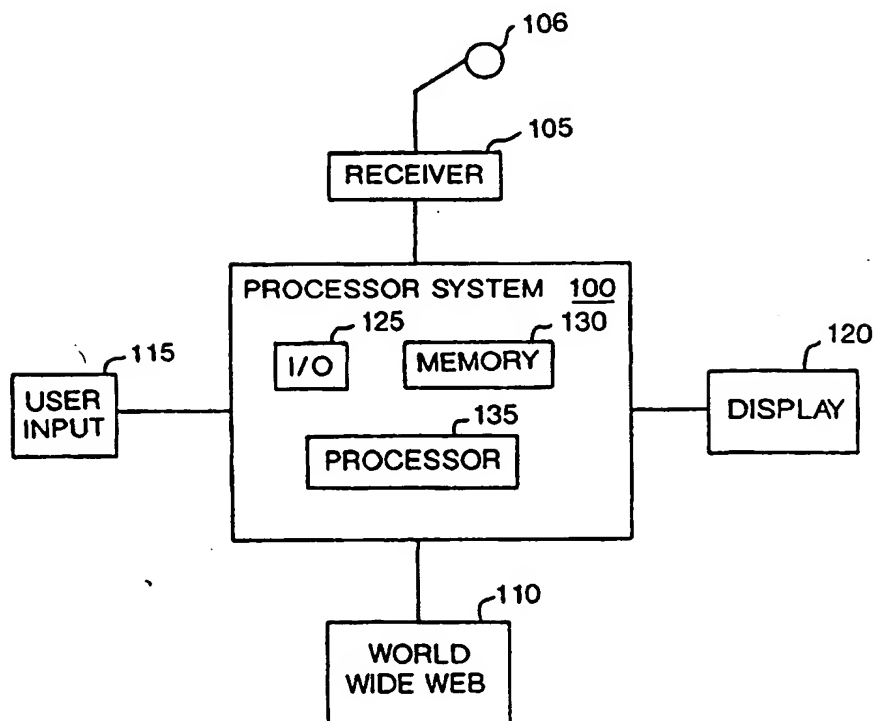 106
105
RECEIVER
PROCESSOR SYSTEM 100
125
130
I/O
MEMORY
135
PROCESSOR
115
USER
INPUT
120
DISPLAY
110
WORLD
WIDE WEB